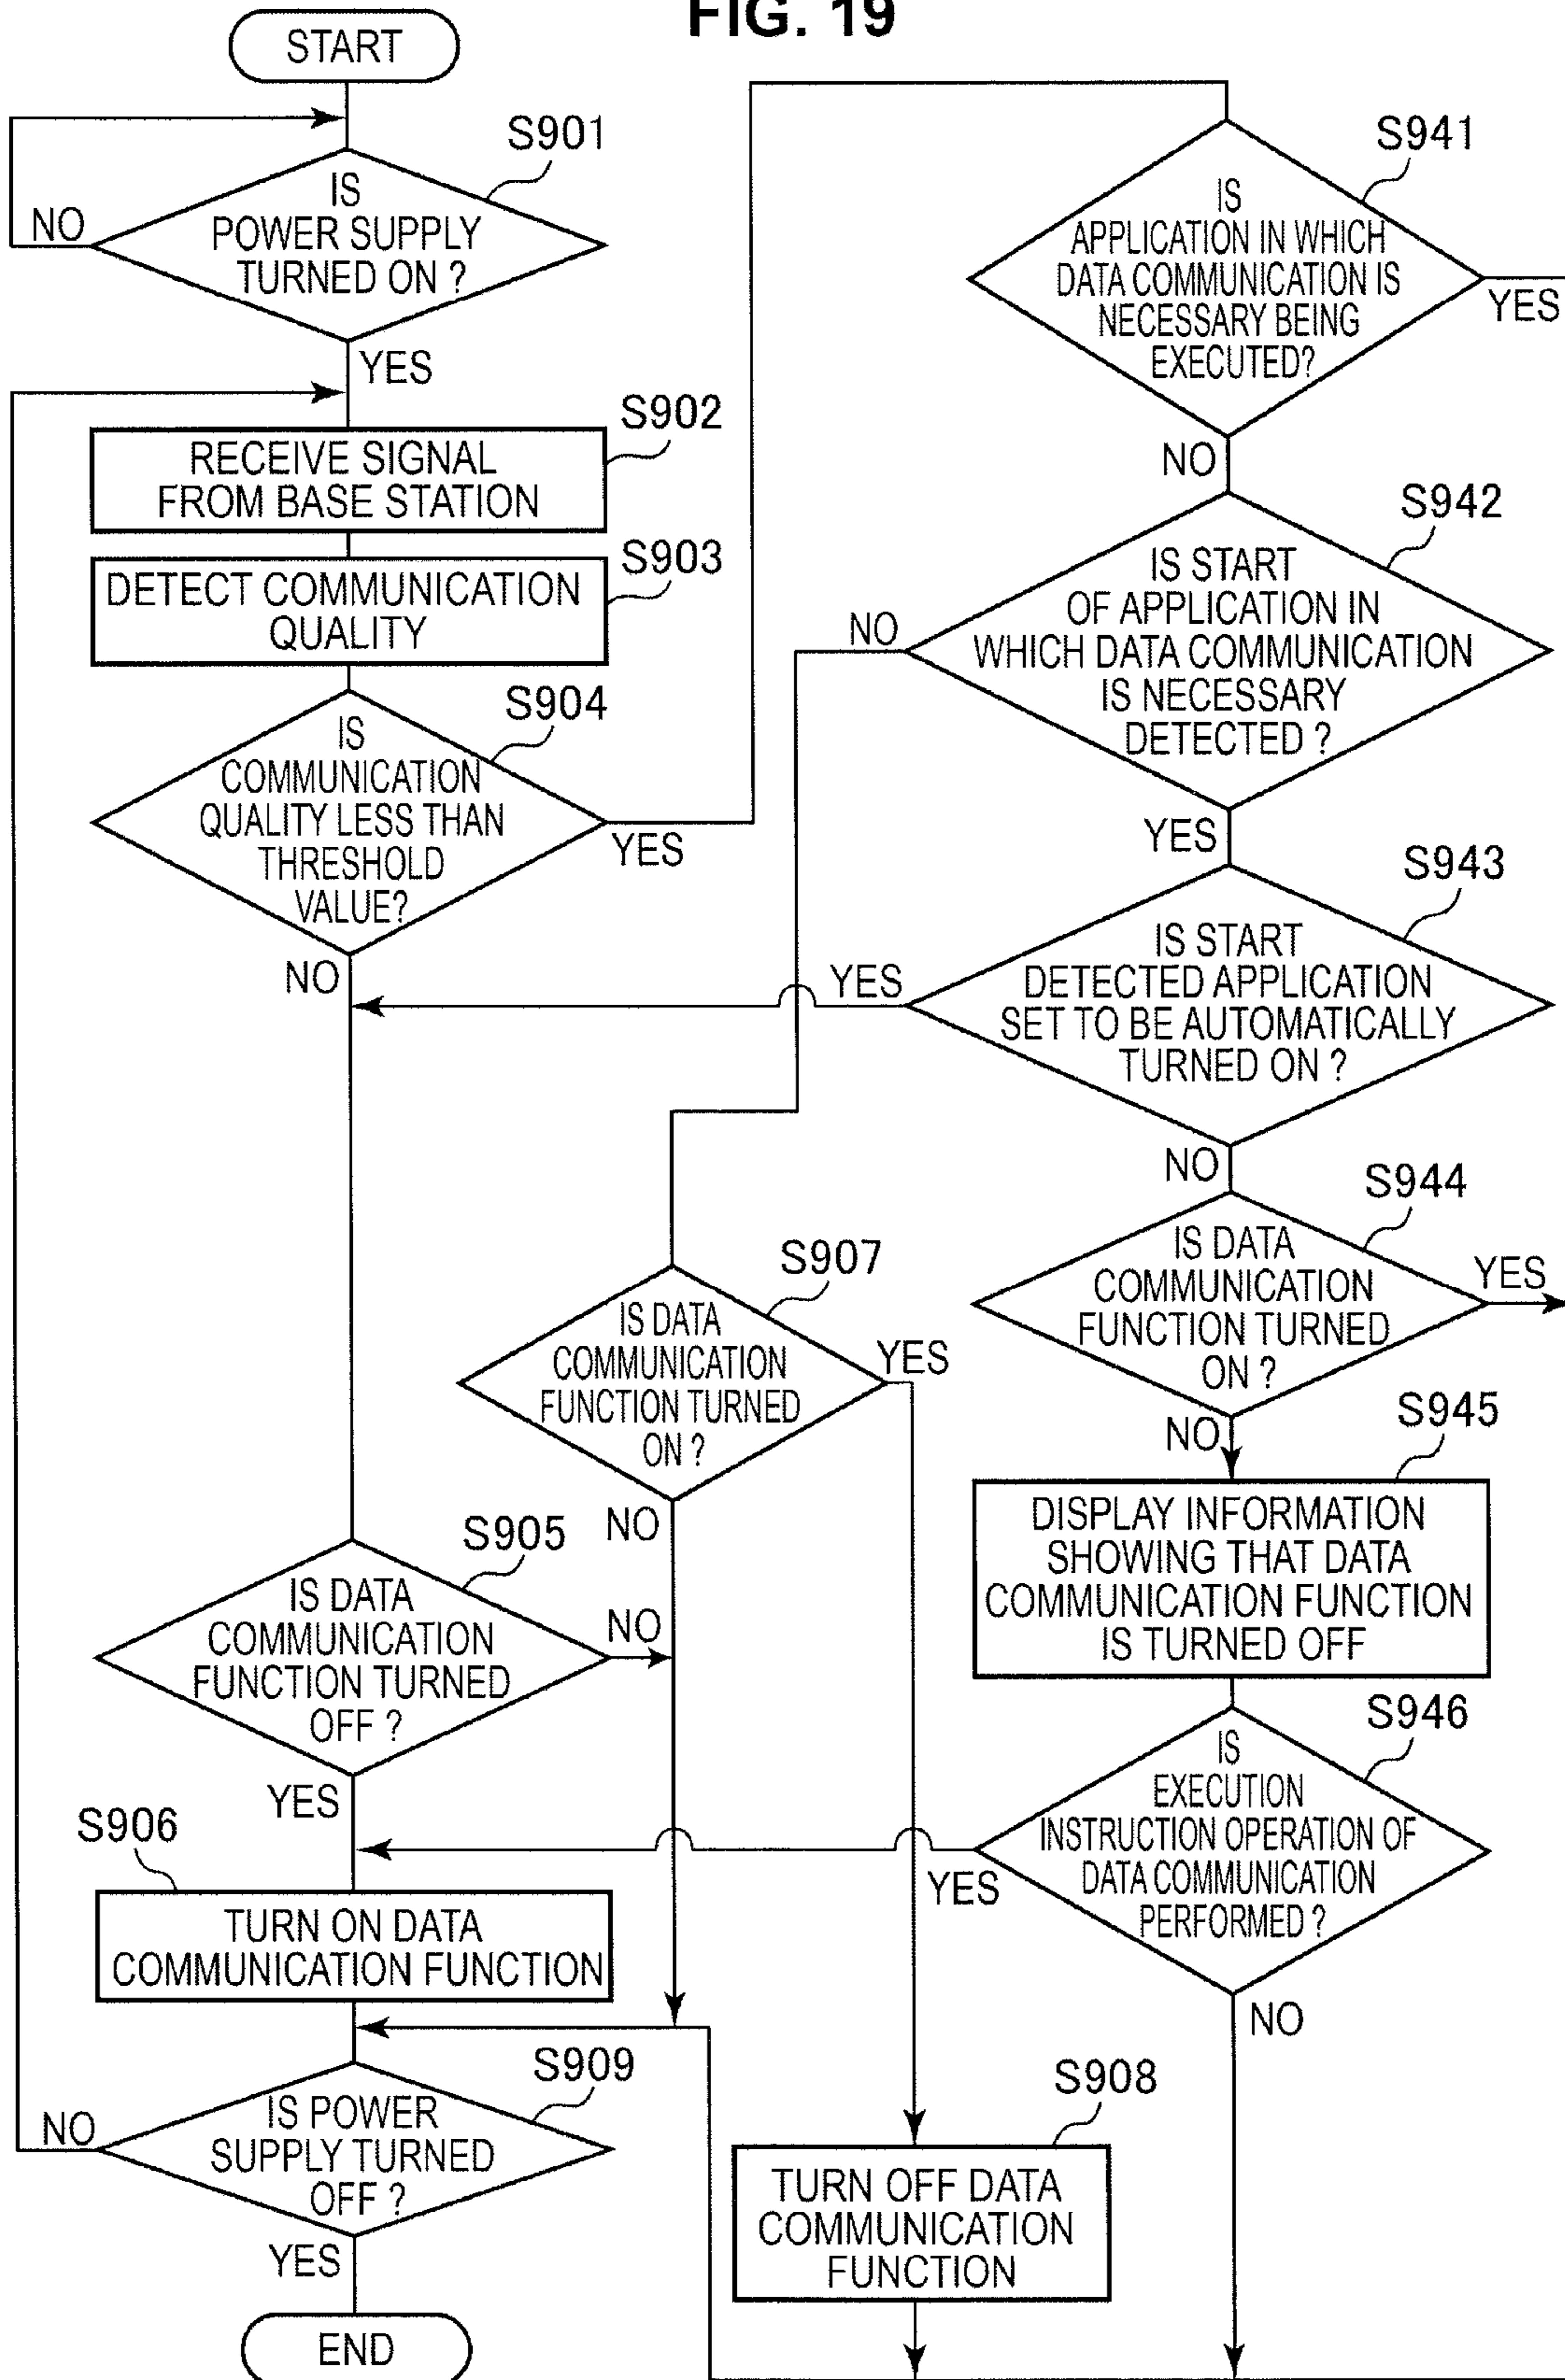 FIG. 19
START
S901
IS
POWER SUPPLY
TURNED ON ?
NO
YES
S902
RECEIVE SIGNAL
FROM BASE STATION
S903
DETECT COMMUNICATION
QUALITY
S904
IS
COMMUNICATION
QUALITY LESS THAN
THRESHOLD
VALUE?
YES
NO
S941
IS
APPLICATION IN WHICH
DATA COMMUNICATION IS
NECESSARY BEING
EXECUTED?
YES
NO
S942
IS START
OF APPLICATION IN
WHICH DATA COMMUNICATION
IS NECESSARY
DETECTED ?
NO
YES
S943
IS START
DETECTED APPLICATION
SET TO BE AUTOMATICALLY
TURNED ON ?
YES
NO
S944
IS DATA
COMMUNICATION
FUNCTION TURNED
ON ?
YES
NO
S945
DISPLAY INFORMATION
SHOWING THAT DATA
COMMUNICATION FUNCTION
IS TURNED OFF
S946
IS
EXECUTION
INSTRUCTION OPERATION OF
DATA COMMUNICATION
PERFORMED ?
YES
NO
S907
IS DATA
COMMUNICATION
FUNCTION TURNED
ON ?
YES
NO
S905
IS DATA
COMMUNICATION
FUNCTION TURNED
OFF ?
NO
YES
S906
TURN ON DATA
COMMUNICATION FUNCTION
S909
IS POWER
SUPPLY TURNED
OFF ?
NO
YES
S908
TURN OFF DATA
COMMUNICATION
FUNCTION
END